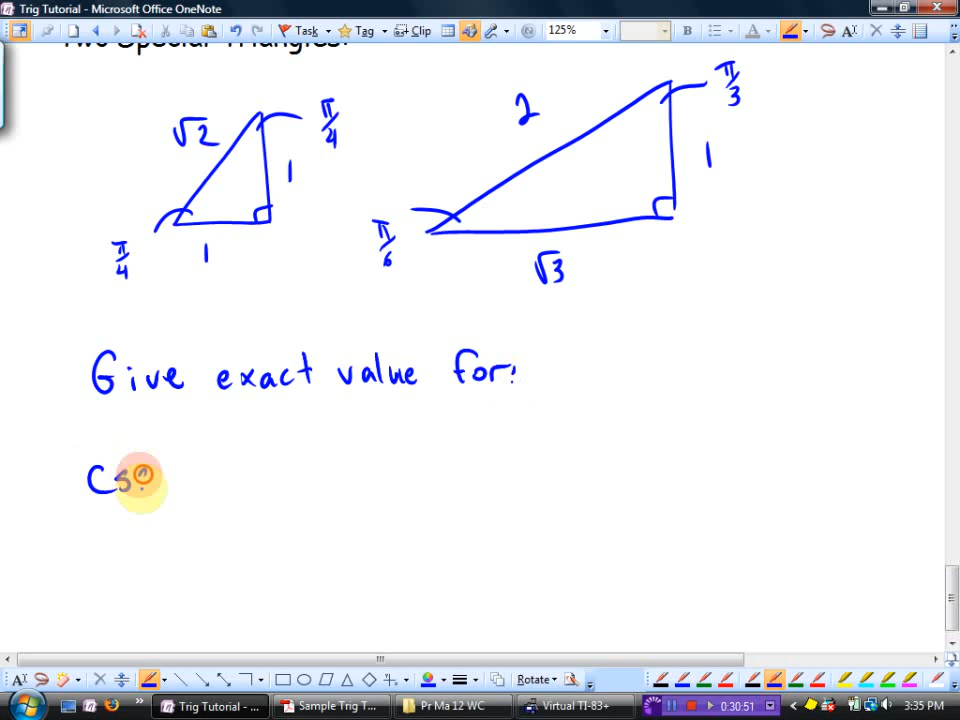 Trig Tutorial - Microsoft Office OneNote
Task Tag Clip 125% B A
Two Special Triangles:
√2 π/4 1 π/4 1
2 π/3 1 π/6 √3
Give exact value for:
Cs
Rotate
Trig Tutorial - ... Sample Trig T... Pr Ma 12 WC Virtual TI-83+ 0:30:51 3:35 PM